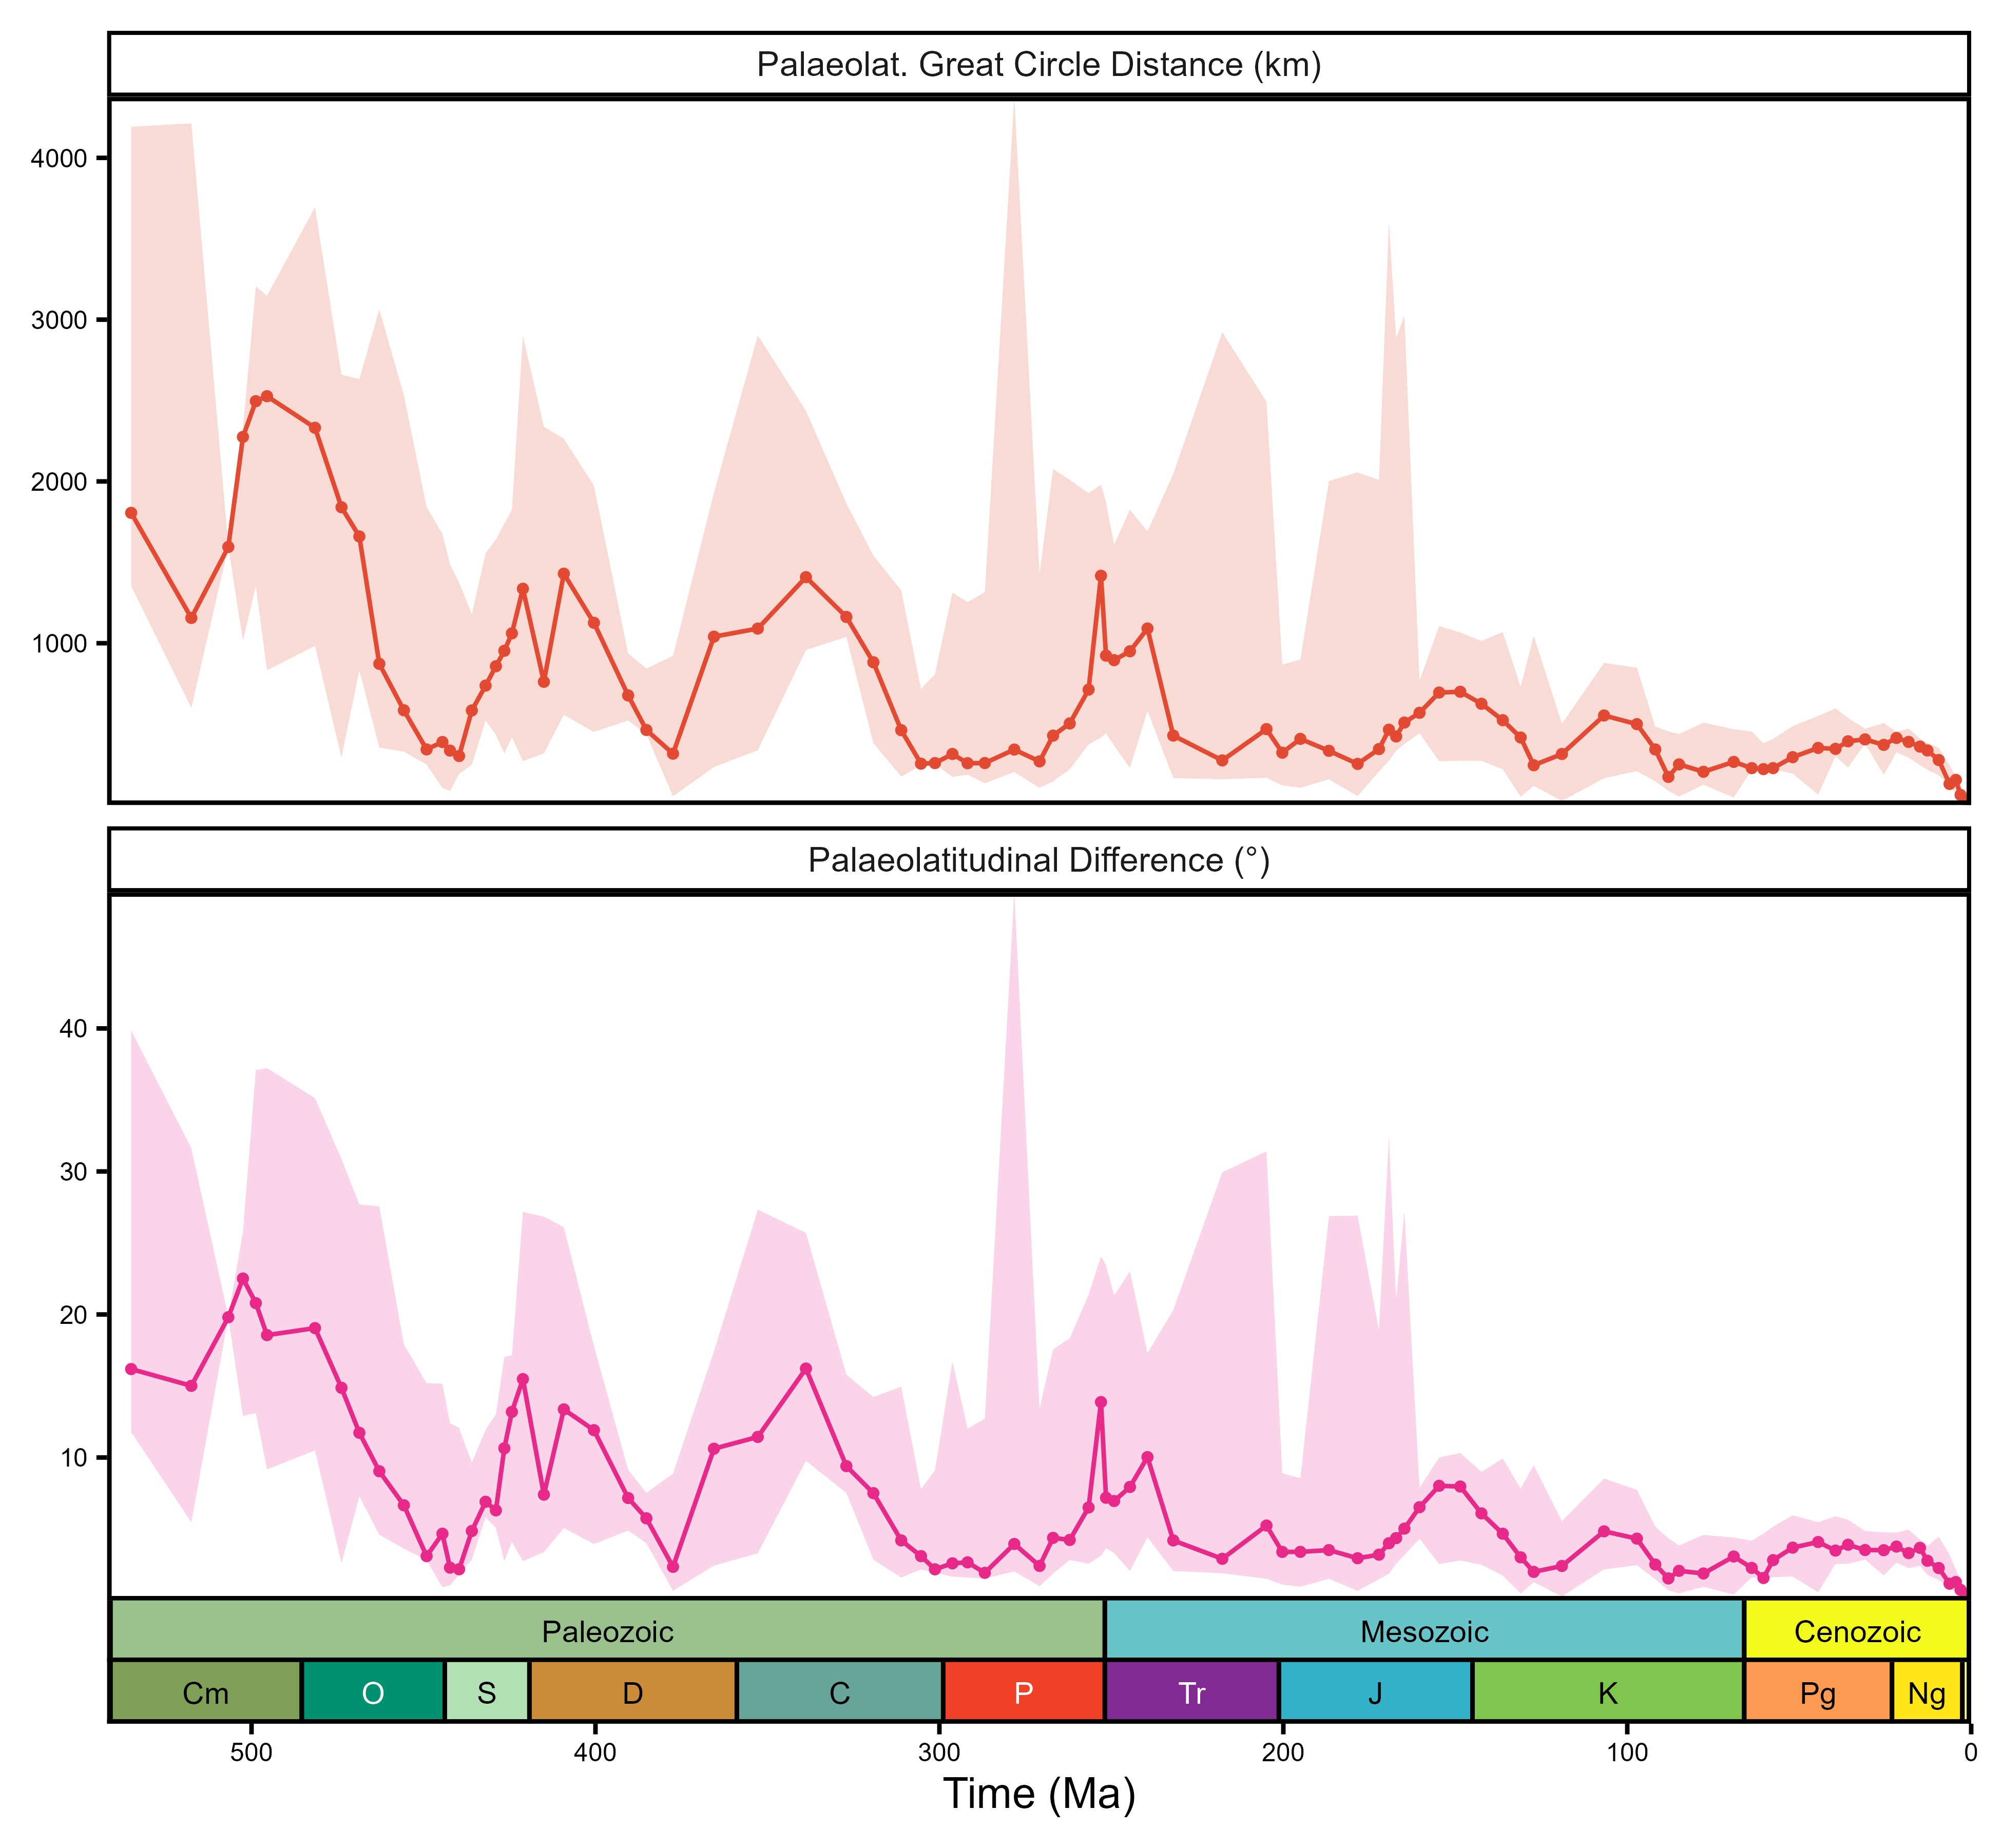 Palaeolat. Great Circle Distance (km)
4000
3000
2000
1000
Palaeolatitudinal Difference (°)
40
30
20
10
Paleozoic Mesozoic Cenozoic
Cm O S D C P Tr J K Pg Ng
500 400 300 200 100 0
Time (Ma)